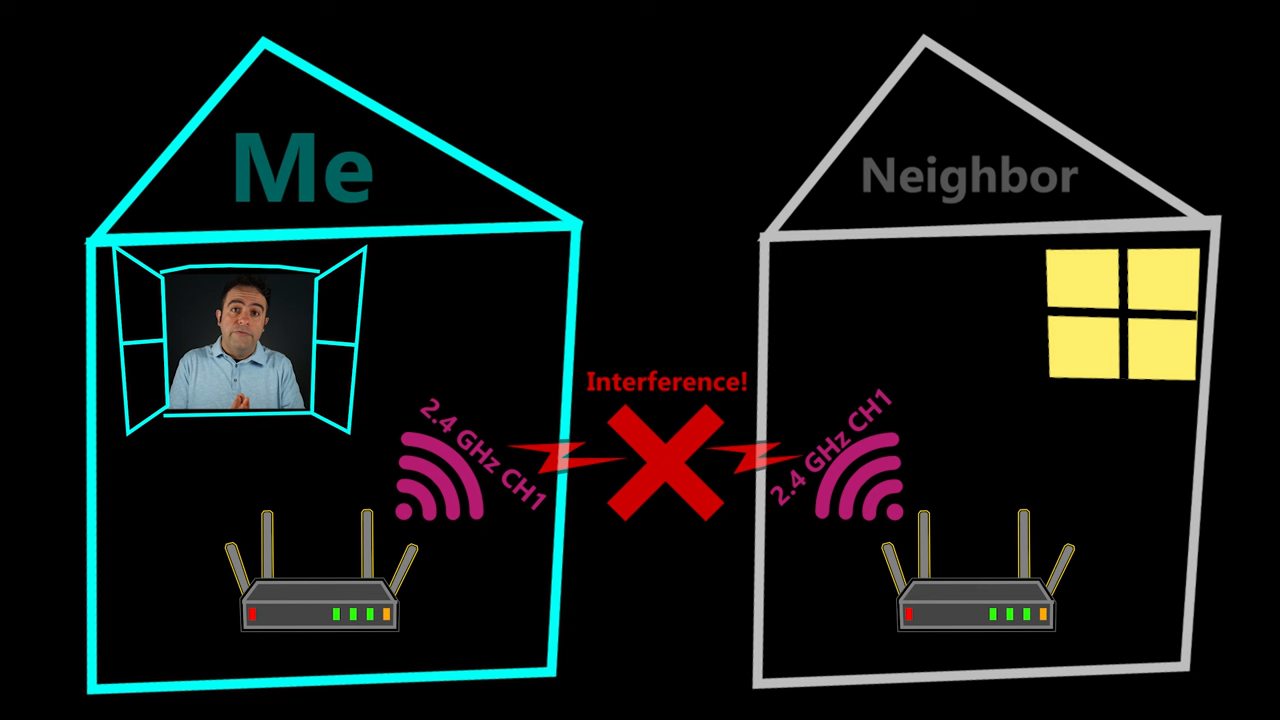 Me
Neighbor
Interference!
2.4 GHz CH1
2.4 GHz CH1